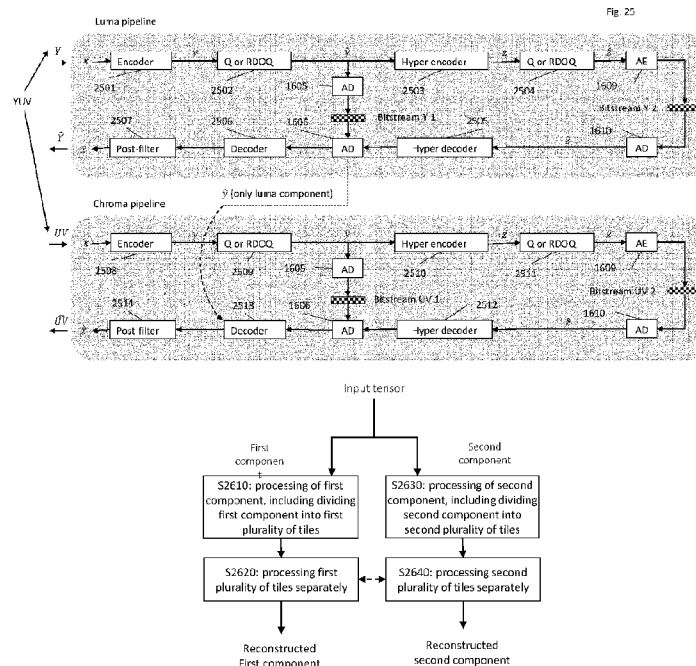 Fig. 25
Luma pipeline
Y
x
Encoder
y
Q or RDOQ
ŷ
Hyper encoder
z
Q or RDOQ
ẑ
AE
2501
2502
1605
AD
2503
2504
1609
YUV
Bitstream Y 1
Bitstream Y 2
2507
2506
1606
2505
1610
Ŷ
Post-filter
Decoder
AD
Hyper decoder
ẑ
AD
ŷ (only luma component)
Chroma pipeline
UV
x
Encoder
y
Q or RDOQ
ŷ
Hyper encoder
z
Q or RDOQ
ẑ
AE
2508
2509
1605
AD
2510
2511
1609
Bitstream UV 1
Bitstream UV 2
2514
2513
1606
2512
1610
Post filter
Decoder
AD
Hyper decoder
AD
Input tensor
First
componen
t
Second
component
S2610: processing of first
component, including dividing
first component into first
plurality of tiles
S2630: processing of second
component, including dividing
second component into
second plurality of tiles
S2620: processing first
plurality of tiles separately
S2640: processing second
plurality of tiles separately
Reconstructed
First component
Reconstructed
second component